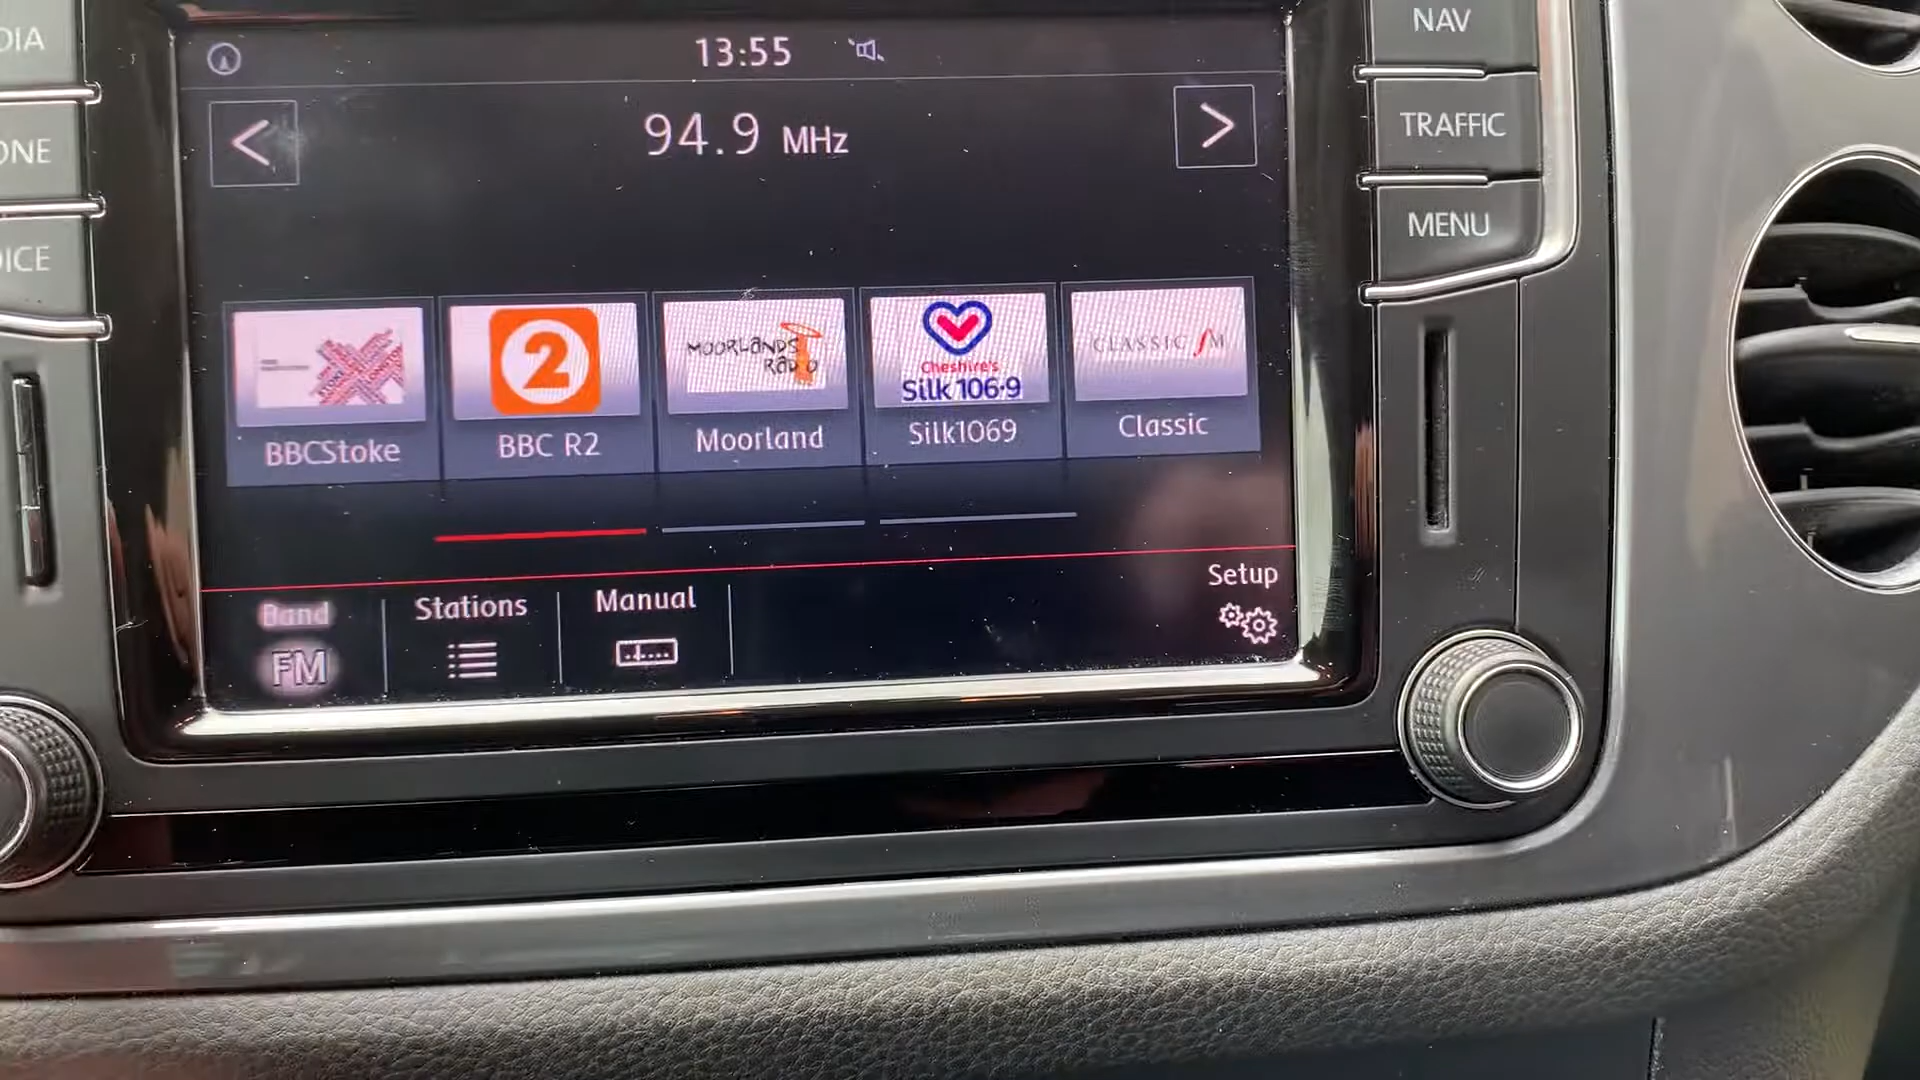 DIA
ONE
OICE
13:55
94.9 MHz
NAV
TRAFFIC
MENU
2
MOORLANDS
RADIO
Cheshire's
Silk 106.9
CLASSIC fM
BBCStoke
BBC R2
Moorland
Silk1069
Classic
Band
FM
Stations
Manual
Setup